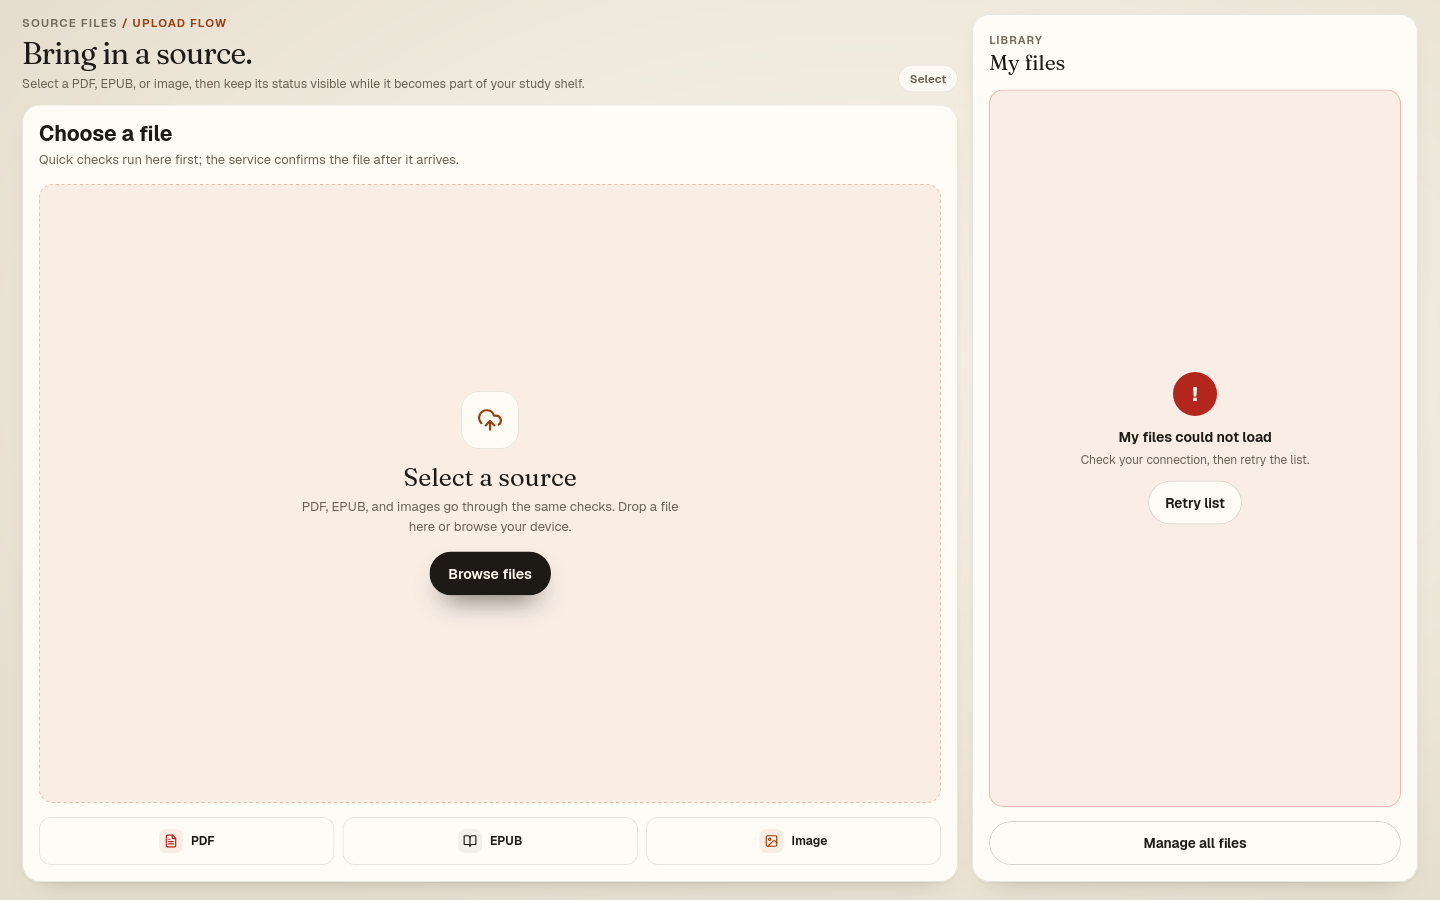 SOURCE FILES / UPLOAD FLOW
Bring in a source.
Select a PDF, EPUB, or image, then keep its status visible while it becomes part of your study shelf.
Select
Choose a file
Quick checks run here first; the service confirms the file after it arrives.
Select a source
PDF, EPUB, and images go through the same checks. Drop a file
here or browse your device.
Browse files
PDF
EPUB
Image
LIBRARY
My files
!
My files could not load
Check your connection, then retry the list.
Retry list
Manage all files